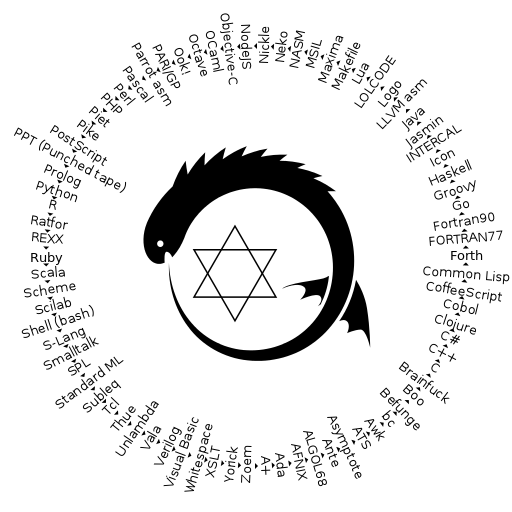 Ruby
Scala
Scheme
Scilab
Shell (bash)
S-Lang
Smalltalk
SPL
Standard ML
Subleq
Tcl
Thue
Unlambda
Vala
Verilog
Visual Basic
Whitespace
XSLT
Yorick
Zoem
A+
Ada
AFNIX
ALGOL68
Ante
Asymptote
ATS
Awk
bc
Befunge
Boo
Brainfuck
C
C++
C#
Clojure
Cobol
CoffeeScript
Common Lisp
Forth
FORTRAN77
Fortran90
Go
Groovy
Haskell
Icon
INTERCAL
Jasmin
Java
LLVM asm
Logo
LOLCODE
Lua
Makefile
Maxima
MSIL
NASM
Neko
Nickle
NodeJS
Objective-C
OCaml
Octave
Ook!
PARI/GP
Parrot asm
Pascal
Perl
PHP
Piet
Pike
PostScript
PPT (Punched tape)
Prolog
Python
R
Ratfor
REXX